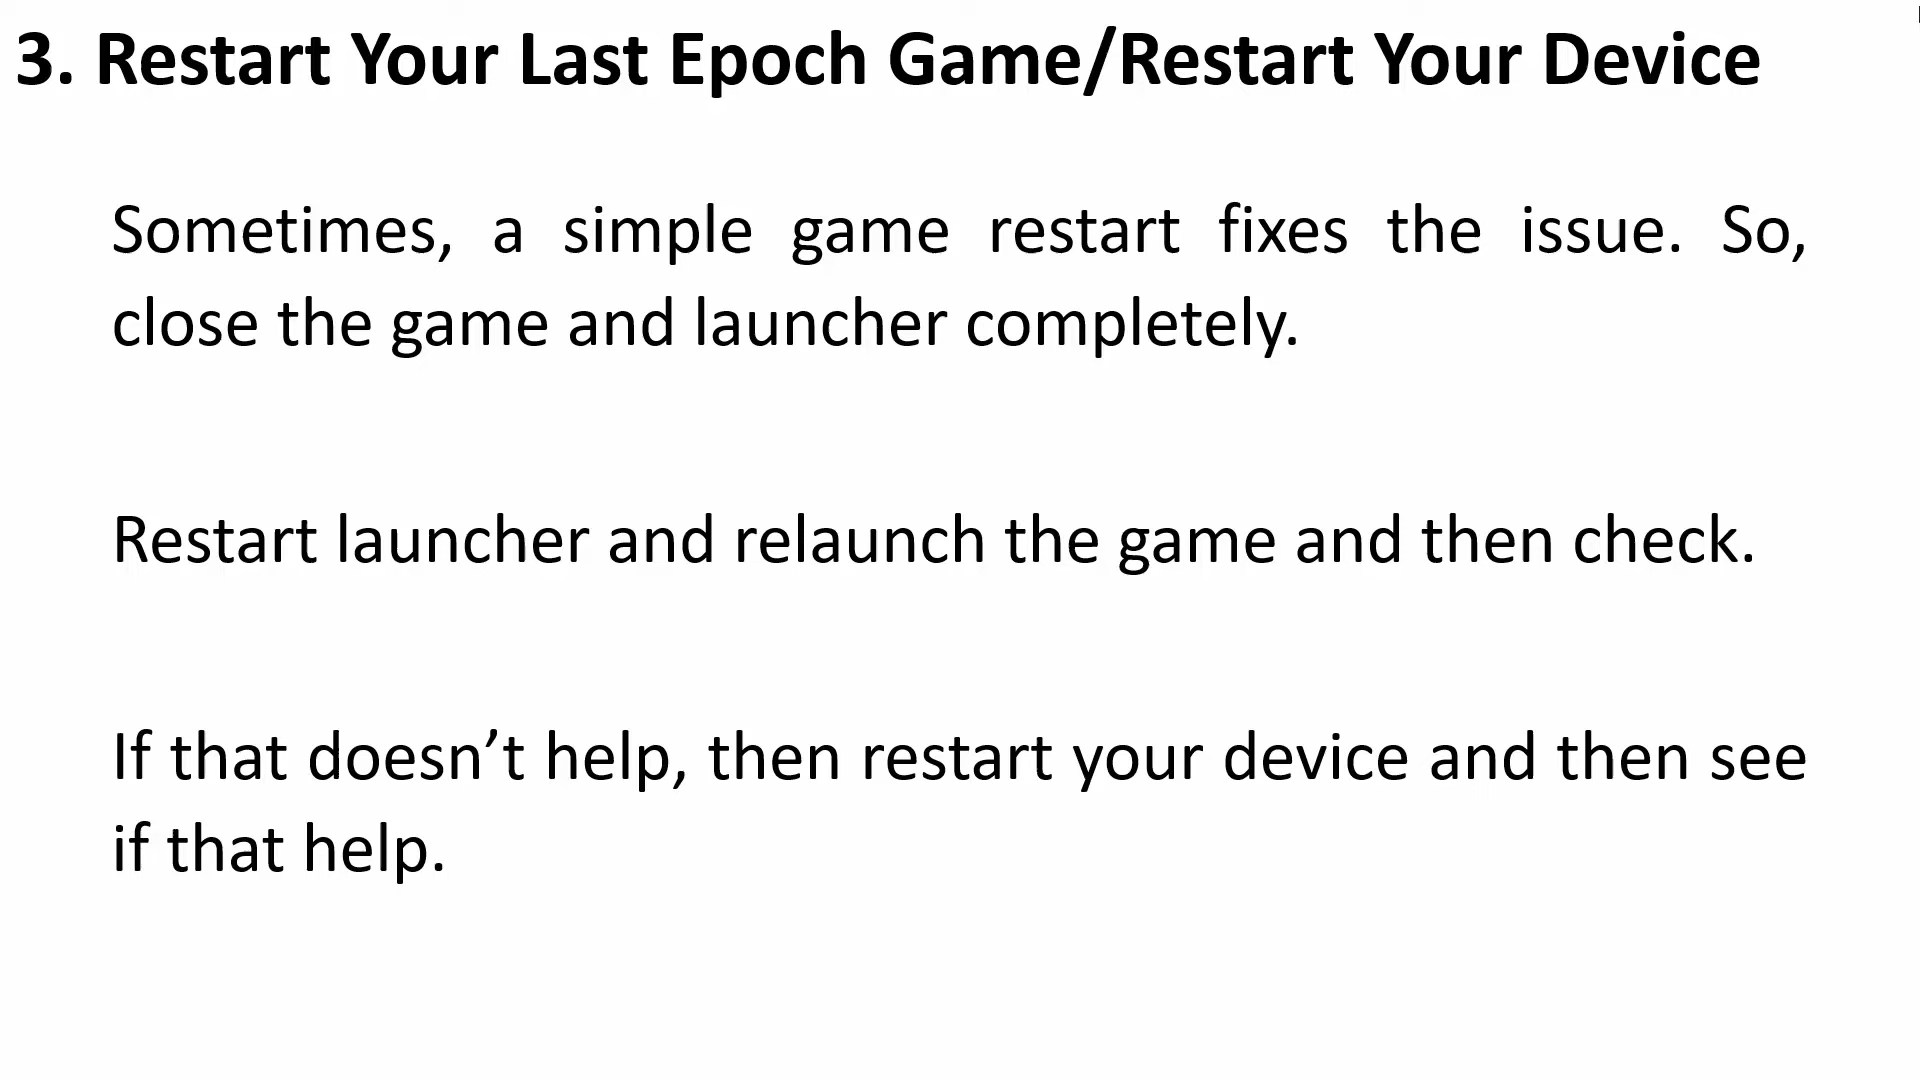 3. Restart Your Last Epoch Game/Restart Your Device
Sometimes, a simple game restart fixes the issue. So,
close the game and launcher completely.
Restart launcher and relaunch the game and then check.
If that doesn’t help, then restart your device and then see
if that help.